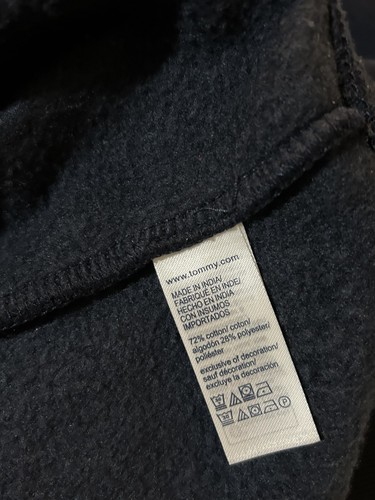 www.tommy.com
MADE IN INDIA/
FABRIQUÉ EN INDE/
HECHO EN INDIA
CON INSUMOS
IMPORTADOS
72% cotton/ coton/
algodón 28% polyester/
poliéster
exclusive of decoration/
sauf décoration/
excluye la decoración